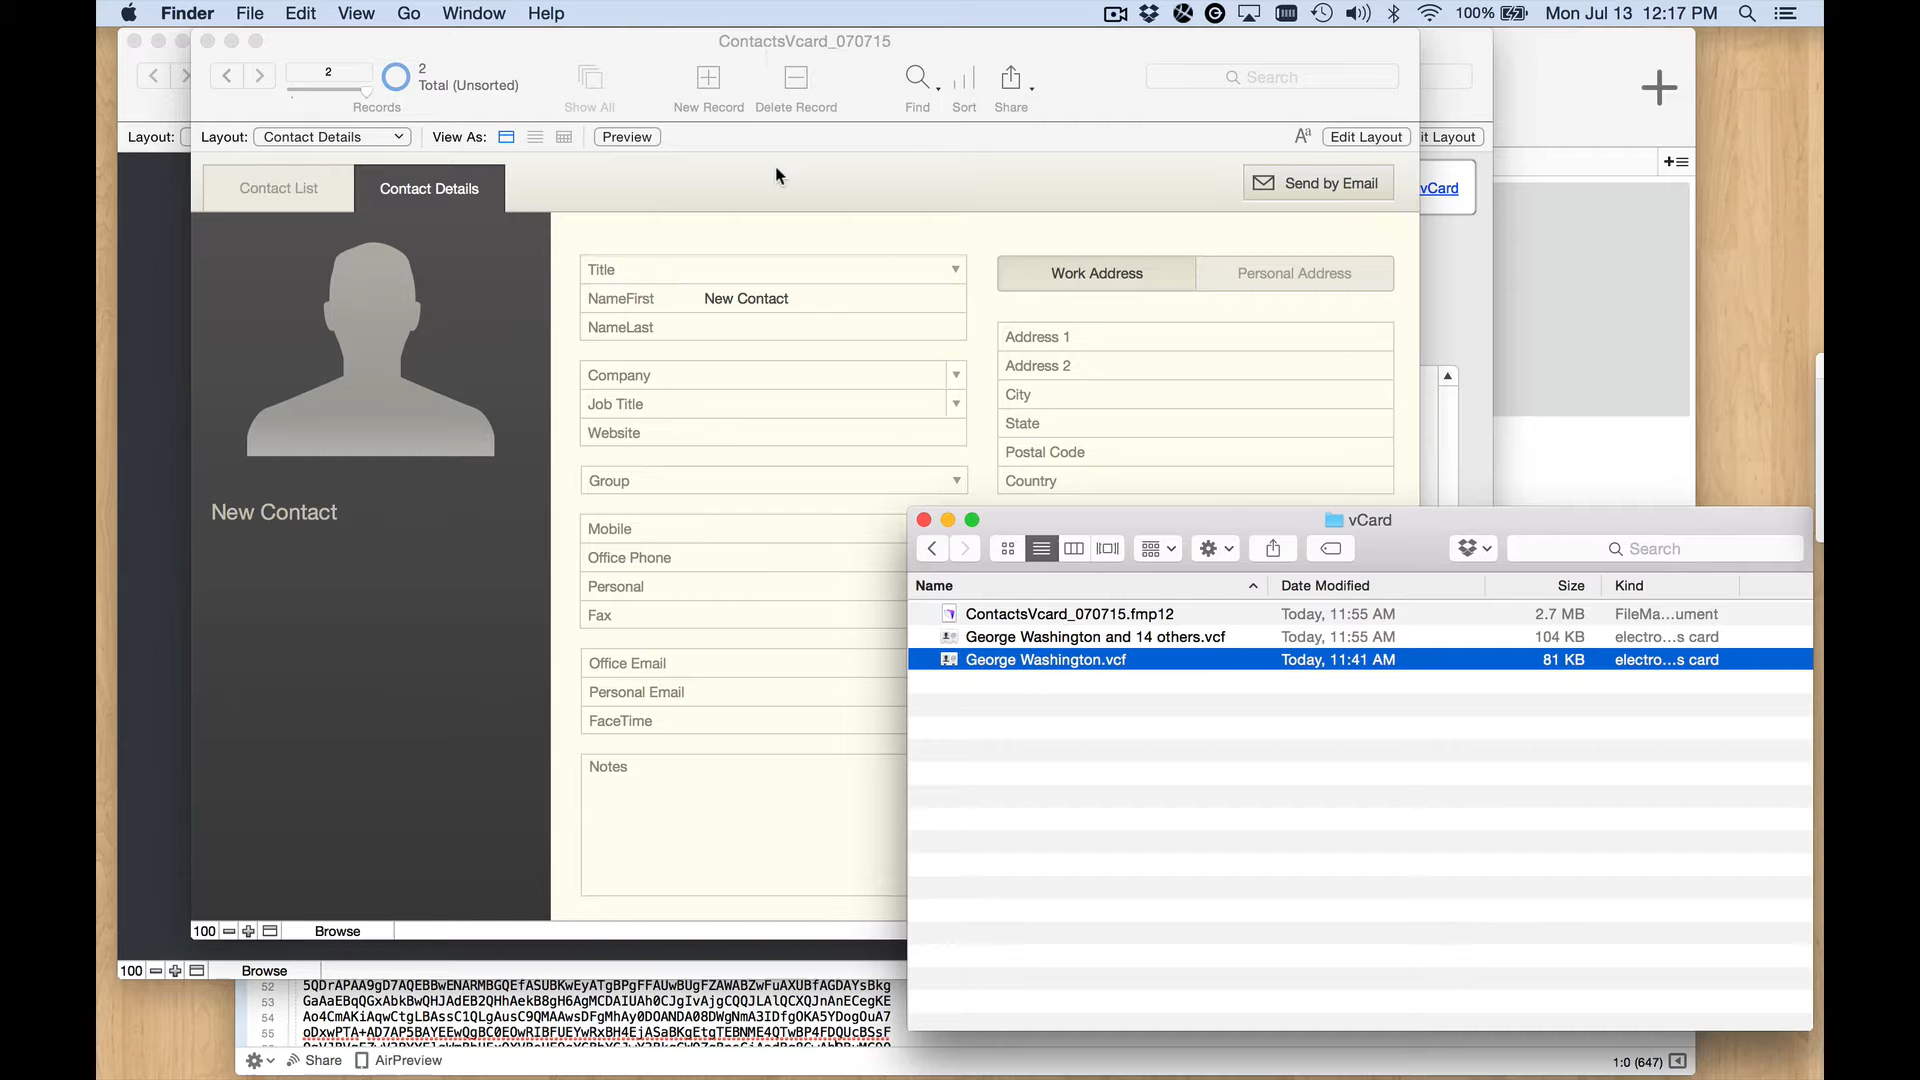 Finder File Edit View Go Window Help
100% Mon Jul 13 12:17 PM
ContactsVcard_070715
2
2
Total (Unsorted)
Records
Show All
New Record
Delete Record
Find
Sort
Share
Search
Layout:
Layout: Contact Details
View As:
Preview
Aa
Edit Layout
it Layout
Contact List
Contact Details
Send by Email
vCard
Title
NameFirst New Contact
NameLast
Company
Job Title
Website
Group
Mobile
Office Phone
Personal
Fax
Office Email
Personal Email
FaceTime
Notes
Work Address
Personal Address
Address 1
Address 2
City
State
Postal Code
Country
New Contact
100 Browse
100 Browse
vCard
Search
Name Date Modified Size Kind
ContactsVcard_070715.fmp12 Today, 11:55 AM 2.7 MB FileMa...ument
George Washington and 14 others.vcf Today, 11:55 AM 104 KB electro...s card
George Washington.vcf Today, 11:41 AM 81 KB electro...s card
52
53
54
55
Share AirPreview
1:0 (647)